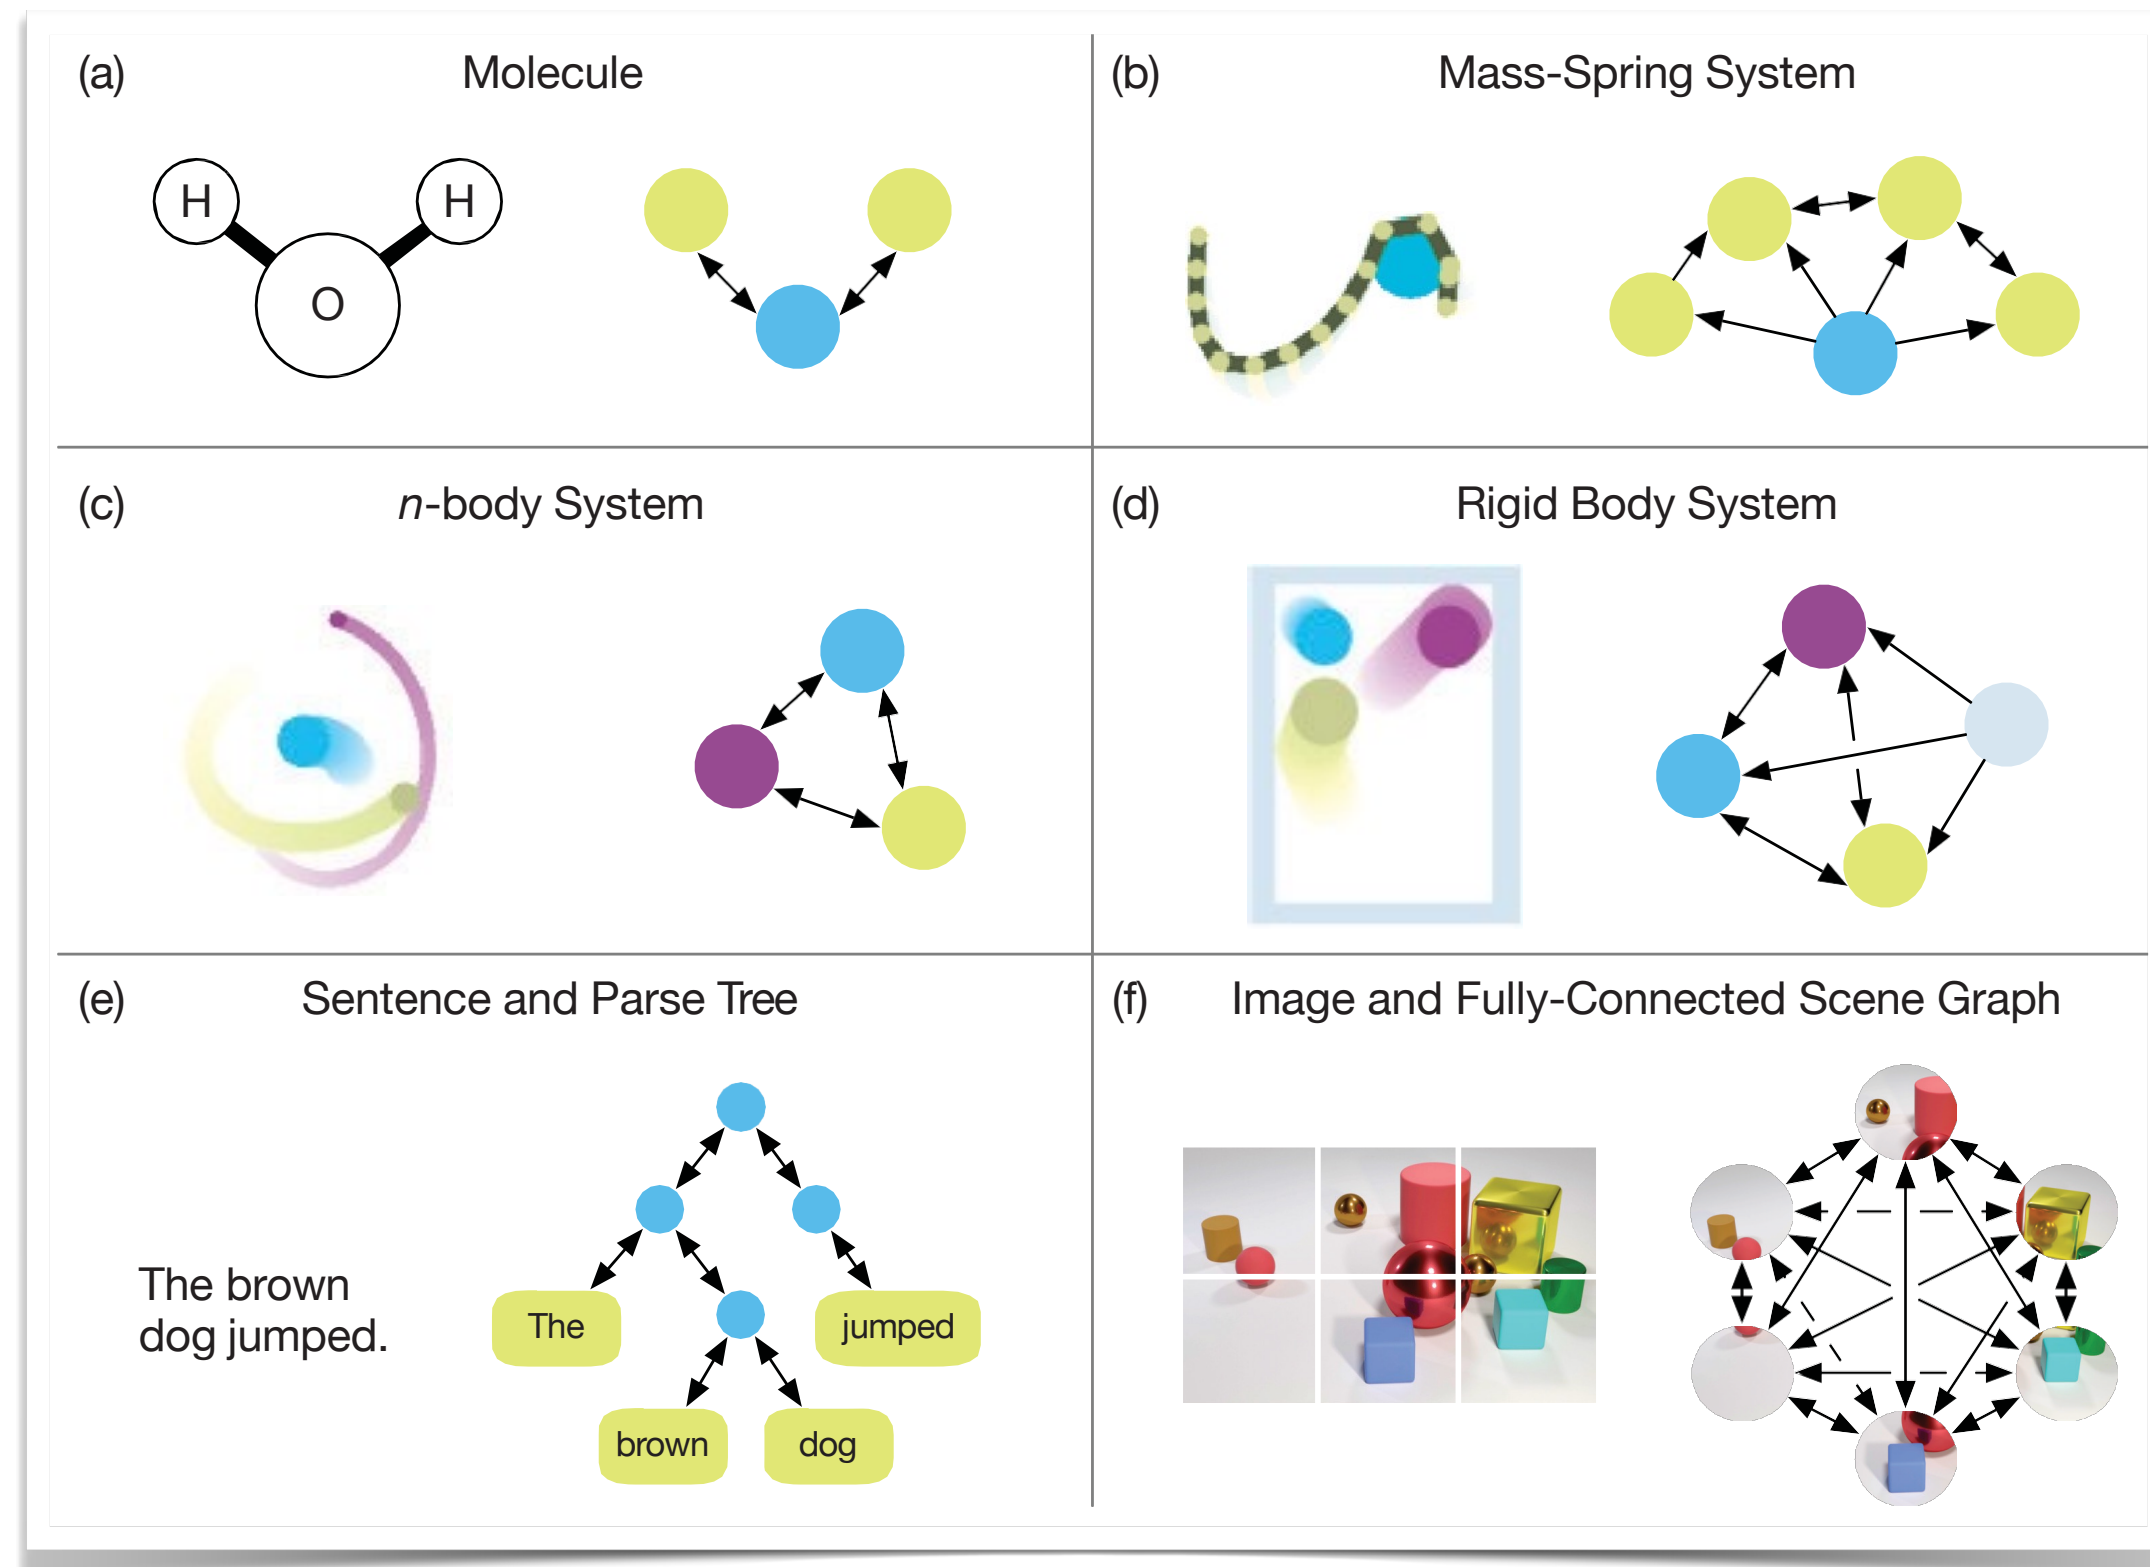 (a) Molecule
H H
O
(b) Mass-Spring System
(c) n-body System
(d) Rigid Body System
(e) Sentence and Parse Tree
The brown
dog jumped.
The jumped
brown dog
(f) Image and Fully-Connected Scene Graph